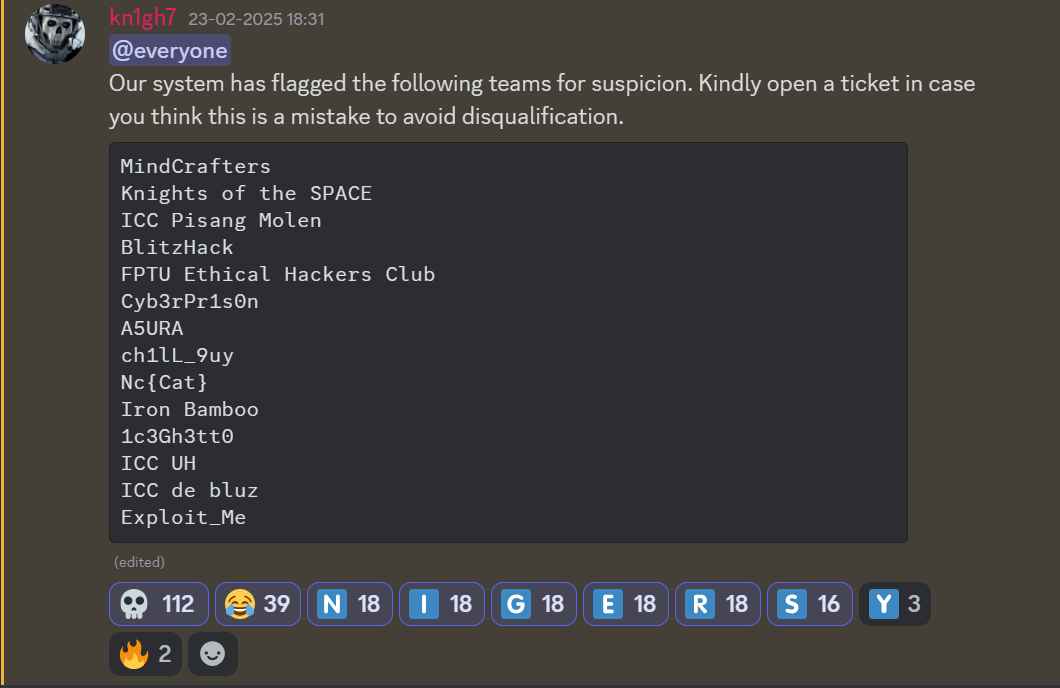 kn1gh7 23-02-2025 18:31
@everyone
Our system has flagged the following teams for suspicion. Kindly open a ticket in case
you think this is a mistake to avoid disqualification.
MindCrafters
Knights of the SPACE
ICC Pisang Molen
BlitzHack
FPTU Ethical Hackers Club
Cyb3rPr1s0n
A5URA
ch1lL_9uy
Nc{Cat}
Iron Bamboo
1c3Gh3tt0
ICC UH
ICC de bluz
Exploit_Me
(edited)
112 39 N 18 I 18 G 18 E 18 R 18 S 16 Y 3
2